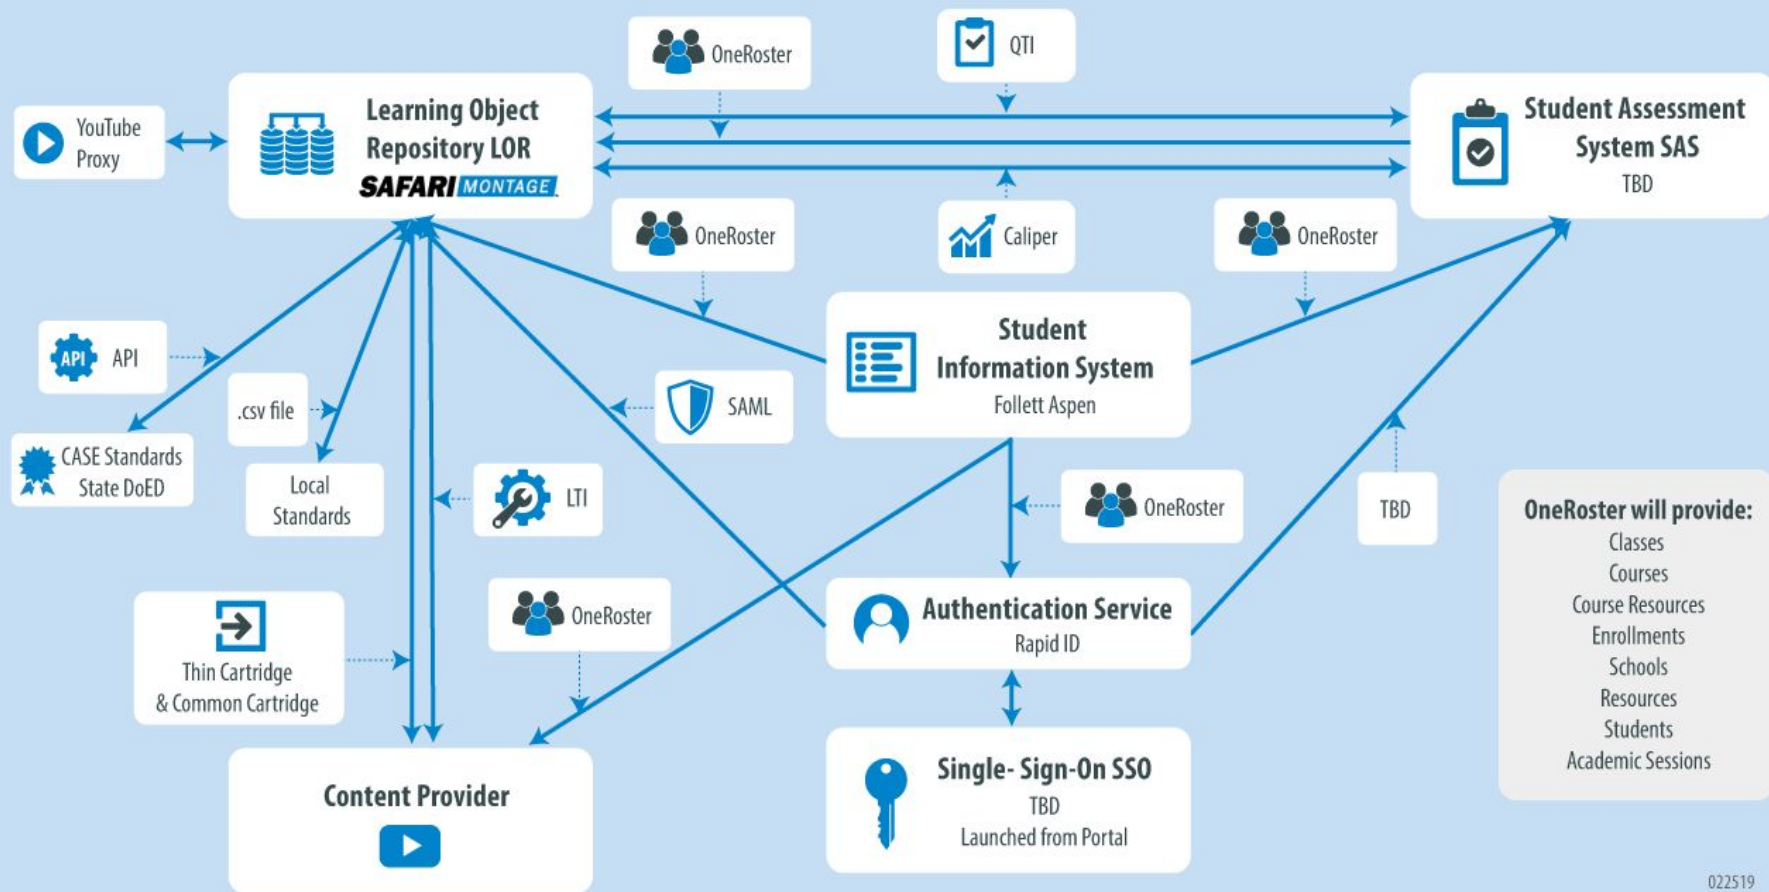 OneRoster
QTI
Learning Object
Repository LOR
SAFARI MONTAGE
YouTube
Proxy
Student Assessment
System SAS
TBD
OneRoster
Caliper
OneRoster
Student
Information System
Follett Aspen
API
API
.csv file
SAML
CASE Standards
State DoED
Local
Standards
LTI
OneRoster
TBD
OneRoster will provide:
Classes
Courses
Course Resources
Enrollments
Schools
Resources
Students
Academic Sessions
Thin Cartridge
& Common Cartridge
OneRoster
Authentication Service
Rapid ID
Content Provider
Single- Sign-On SSO
TBD
Launched from Portal
022519